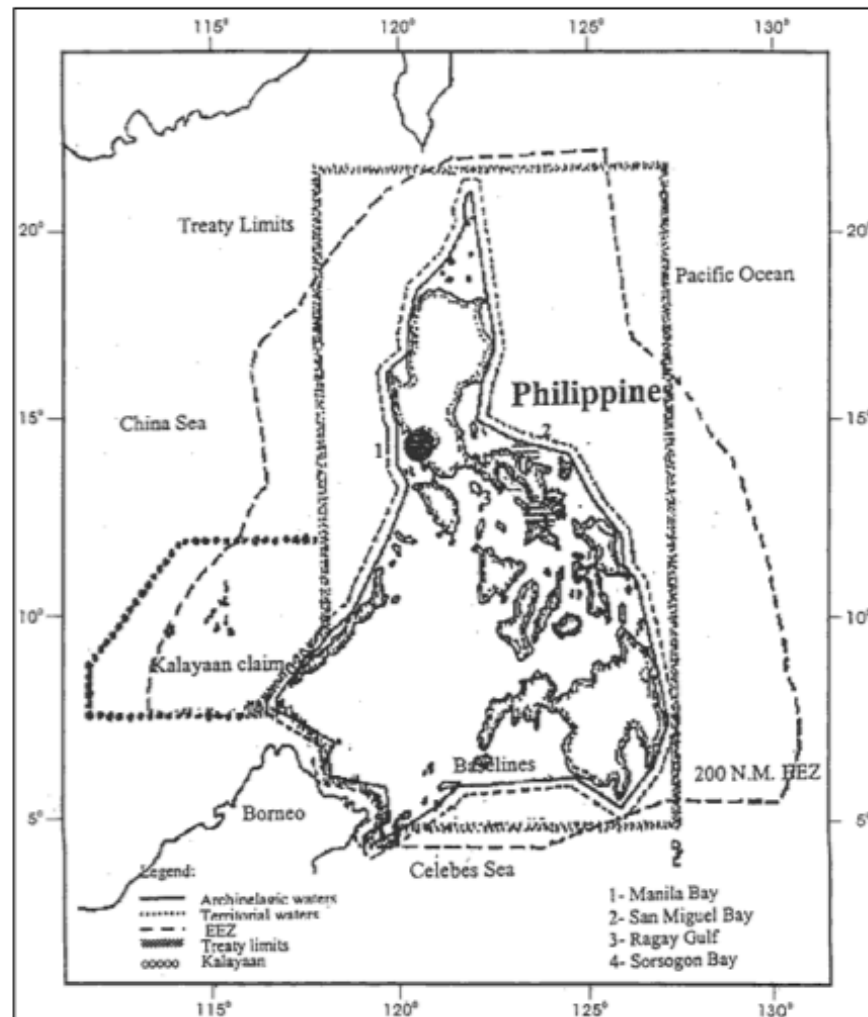 115° 120° 125° 130°
Treaty Limits
20° 20°
Pacific Ocean
Philippine
China Sea
15° 15°
1 2
10° 10°
Kalayaan claim
Baselines
200 N.M. EEZ
5° 5°
Borneo
Celebes Sea
Legend:
Archipelagic waters
Territorial waters
EEZ
Treaty limits
Kalayaan
1- Manila Bay
2- San Miguel Bay
3- Ragay Gulf
4- Sorsogon Bay
115° 120° 125° 130°